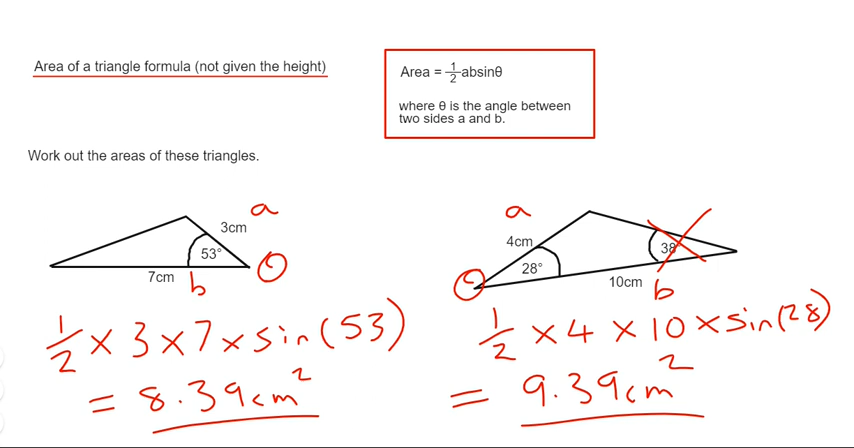 Area of a triangle formula (not given the height)
Area = 1/2 absinθ
where θ is the angle between
two sides a and b.
Work out the areas of these triangles.
a
3cm
53°
7cm
b
θ
1/2 × 3 × 7 × sin(53)
= 8.39cm²
a
4cm
38
28°
10cm
θ
b
1/2 × 4 × 10 × sin(28)
= 9.39cm²